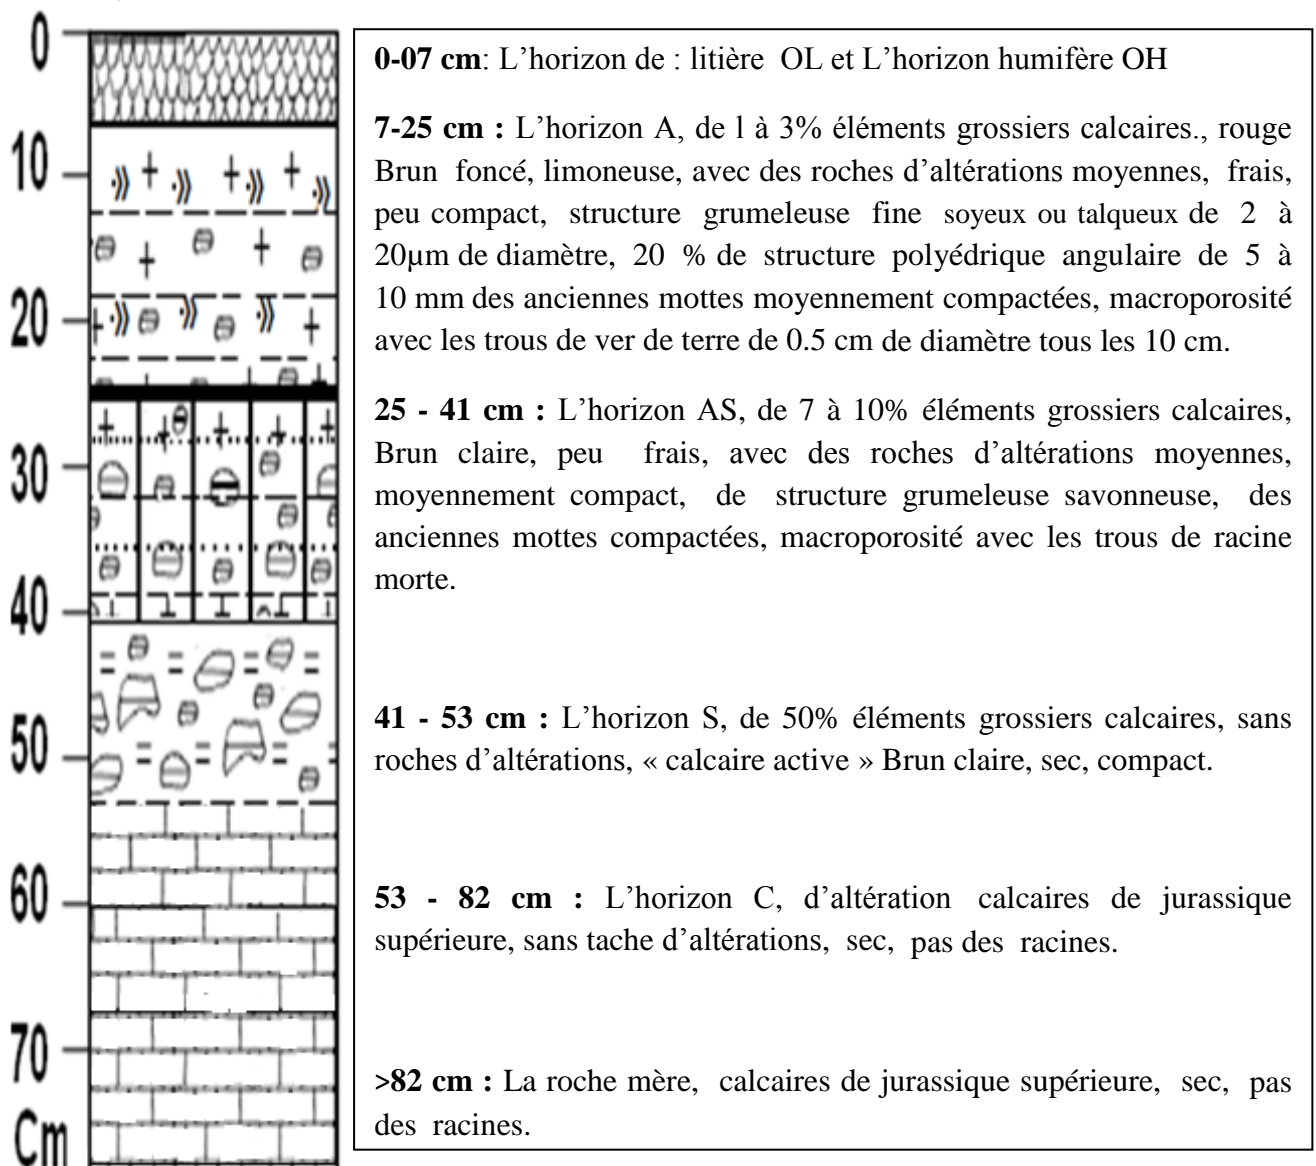 0
10
20
30
40
50
60
70
Cm
0-07 cm: L’horizon de : litière OL et L’horizon humifère OH
7-25 cm : L’horizon A, de l à 3% éléments grossiers calcaires., rouge
Brun foncé, limoneuse, avec des roches d’altérations moyennes, frais,
peu compact, structure grumeleuse fine soyeux ou talqueux de 2 à
20µm de diamètre, 20 % de structure polyédrique angulaire de 5 à
10 mm des anciennes mottes moyennement compactées, macroporosité
avec les trous de ver de terre de 0.5 cm de diamètre tous les 10 cm.
25 - 41 cm : L’horizon AS, de 7 à 10% éléments grossiers calcaires,
Brun claire, peu frais, avec des roches d’altérations moyennes,
moyennement compact, de structure grumeleuse savonneuse, des
anciennes mottes compactées, macroporosité avec les trous de racine
morte.
41 - 53 cm : L’horizon S, de 50% éléments grossiers calcaires, sans
roches d’altérations, « calcaire active » Brun claire, sec, compact.
53 - 82 cm : L’horizon C, d’altération calcaires de jurassique
supérieure, sans tache d’altérations, sec, pas des racines.
>82 cm : La roche mère, calcaires de jurassique supérieure, sec, pas
des racines.